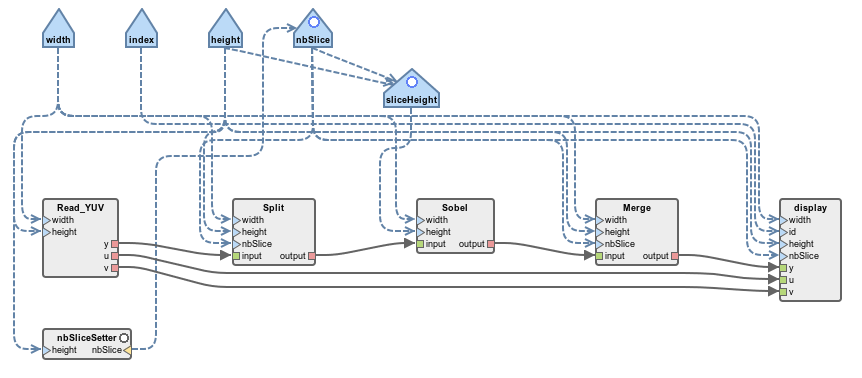 width
index
height
nbSlice
sliceHeight
Read_YUV
width
height
y
u
v
Split
width
height
nbSlice
input output
Sobel
width
height
input output
Merge
width
height
nbSlice
input output
display
width
id
height
nbSlice
y
u
v
nbSliceSetter
height nbSlice